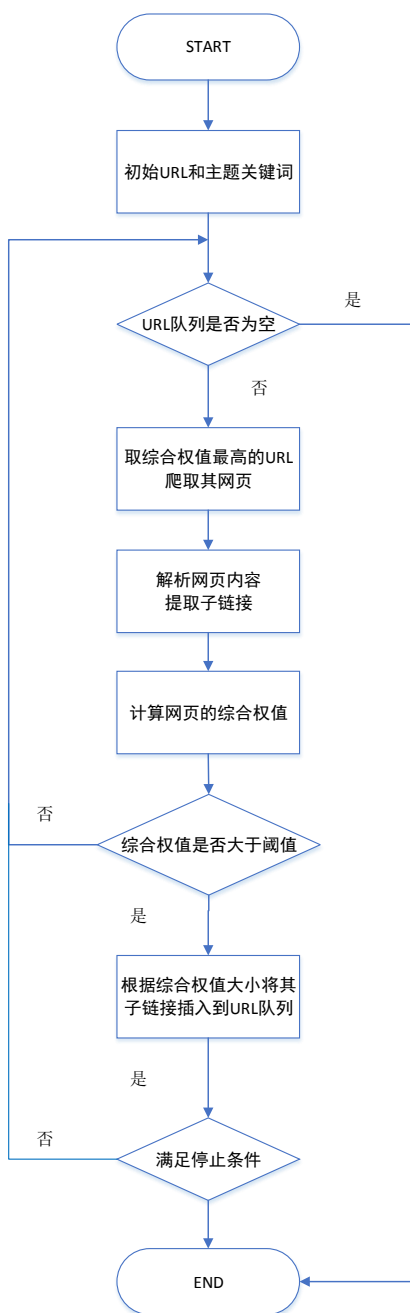 START
初始URL和主题关键词
URL队列是否为空
是
否
取综合权值最高的URL
爬取其网页
解析网页内容
提取子链接
计算网页的综合权值
否
综合权值是否大于阈值
是
根据综合权值大小将其
子链接插入到URL队列
是
否
满足停止条件
END